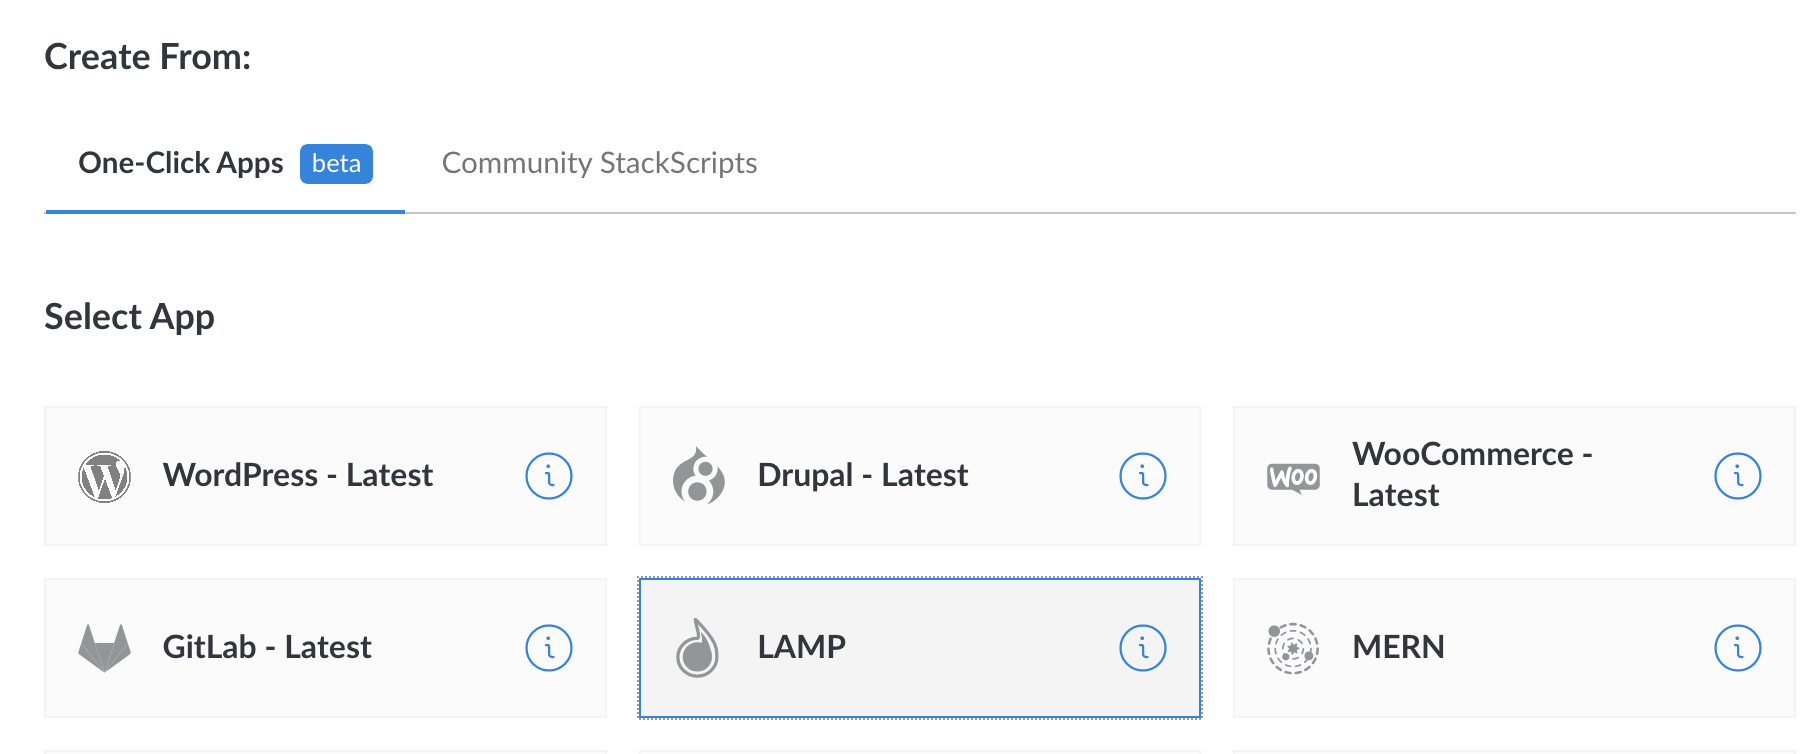 Create From:
One-Click Apps beta Community StackScripts
Select App
WordPress - Latest i Drupal - Latest i WooCommerce - Latest i
GitLab - Latest i LAMP i MERN i